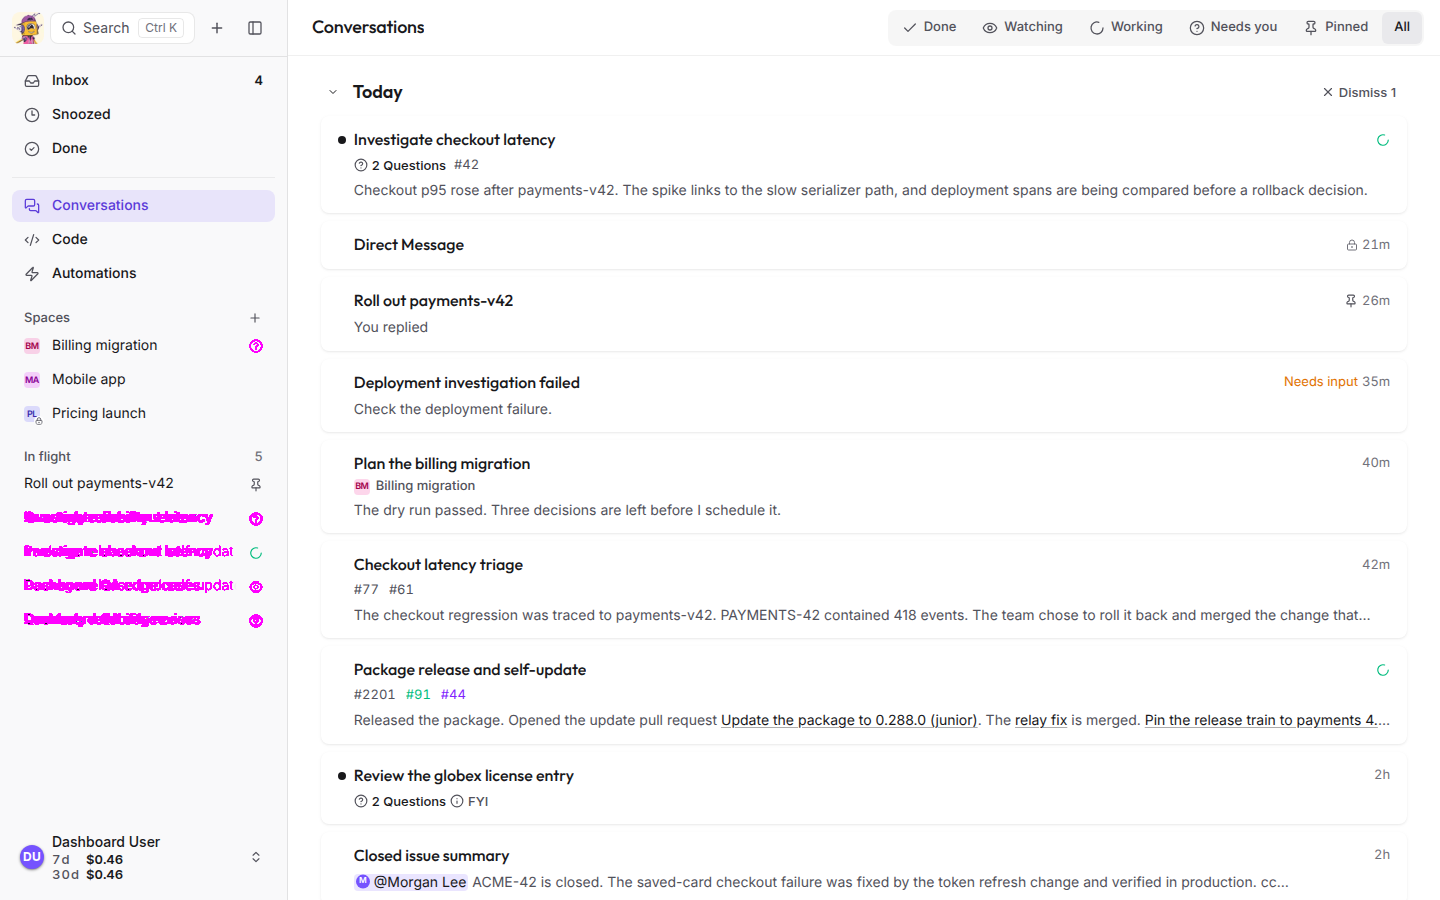 Search Ctrl K
Inbox 4
Snoozed
Done
Conversations
Code
Automations
Spaces
BM Billing migration
MA Mobile app
PL Pricing launch
In flight 5
Roll out payments-v42
DU Dashboard User
7d $0.46
30d $0.46
Conversations
Done Watching Working Needs you Pinned All
Today Dismiss 1
Investigate checkout latency
2 Questions #42
Checkout p95 rose after payments-v42. The spike links to the slow serializer path, and deployment spans are being compared before a rollback decision.
Direct Message 21m
Roll out payments-v42 26m
You replied
Deployment investigation failed Needs input 35m
Check the deployment failure.
Plan the billing migration 40m
BM Billing migration
The dry run passed. Three decisions are left before I schedule it.
Checkout latency triage 42m
#77 #61
The checkout regression was traced to payments-v42. PAYMENTS-42 contained 418 events. The team chose to roll it back and merged the change that...
Package release and self-update
#2201 #91 #44
Released the package. Opened the update pull request Update the package to 0.288.0 (junior). The relay fix is merged. Pin the release train to payments 4....
Review the globex license entry 2h
2 Questions FYI
Closed issue summary 2h
M @Morgan Lee ACME-42 is closed. The saved-card checkout failure was fixed by the token refresh change and verified in production. cc...